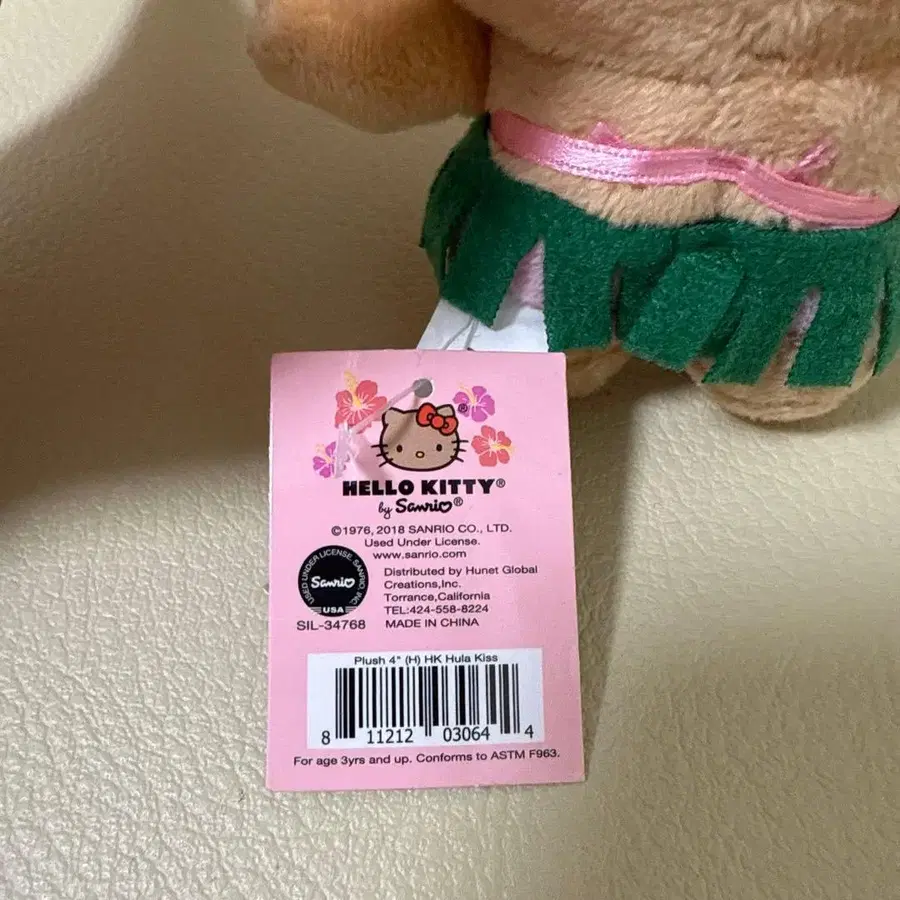 HELLO KITTY®
by Sanrio®
©1976, 2018 SANRIO CO., LTD.
Used Under License.
www.sanrio.com
USED UNDER LICENSE. SANRIO, INC.
Sanrio
USA
SIL-34768
Distributed by Hunet Global
Creations,Inc.
Torrance,California
TEL:424-558-8224
MADE IN CHINA
Plush 4" (H) HK Hula Kiss
8 11212 03064 4
For age 3yrs and up. Conforms to ASTM F963.